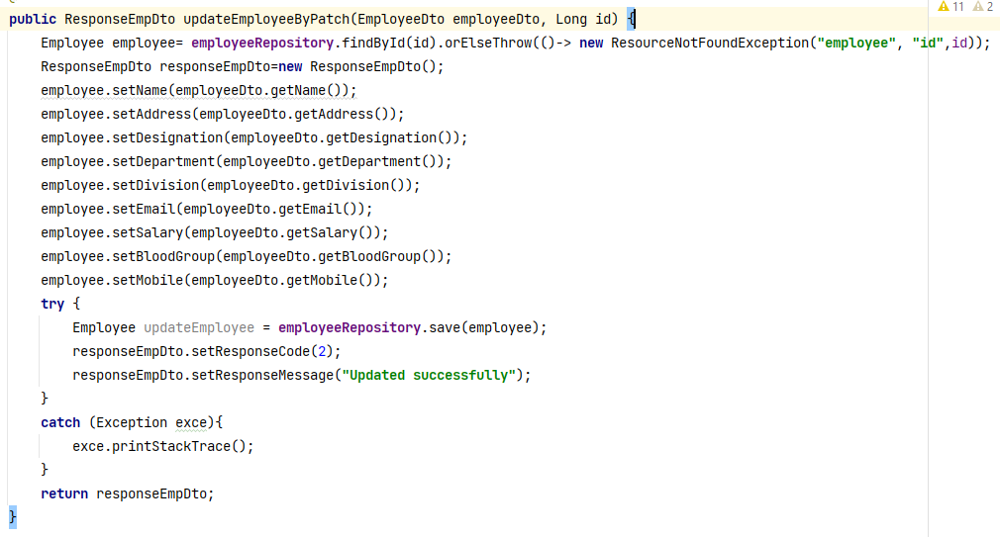 11 2
public ResponseEmpDto updateEmployeeByPatch(EmployeeDto employeeDto, Long id) {
Employee employee= employeeRepository.findById(id).orElseThrow(()-> new ResourceNotFoundException("employee", "id",id));
ResponseEmpDto responseEmpDto=new ResponseEmpDto();
employee.setName(employeeDto.getName());
employee.setAddress(employeeDto.getAddress());
employee.setDesignation(employeeDto.getDesignation());
employee.setDepartment(employeeDto.getDepartment());
employee.setDivision(employeeDto.getDivision());
employee.setEmail(employeeDto.getEmail());
employee.setSalary(employeeDto.getSalary());
employee.setBloodGroup(employeeDto.getBloodGroup());
employee.setMobile(employeeDto.getMobile());
try {
Employee updateEmployee = employeeRepository.save(employee);
responseEmpDto.setResponseCode(2);
responseEmpDto.setResponseMessage("Updated successfully");
}
catch (Exception exce){
exce.printStackTrace();
}
return responseEmpDto;
}